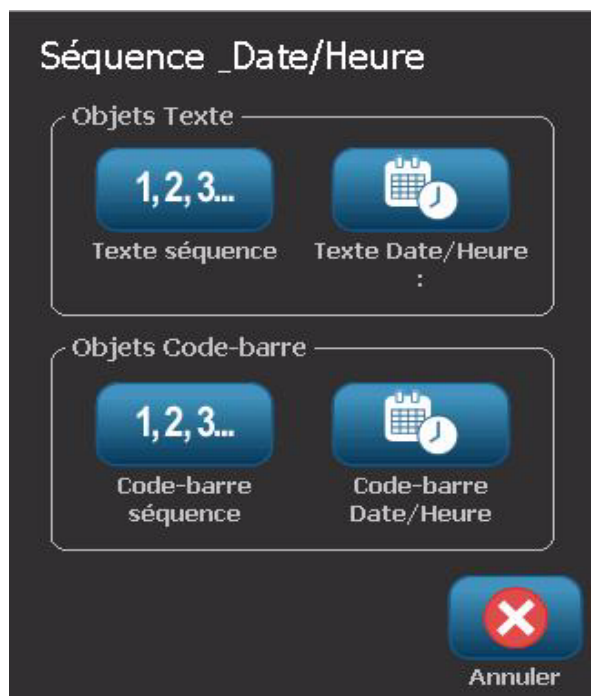 Séquence _Date/Heure
Objets Texte
1, 2, 3...
Texte séquence
Texte Date/Heure
:
Objets Code-barre
1, 2, 3...
Code-barre
séquence
Code-barre
Date/Heure
Annuler